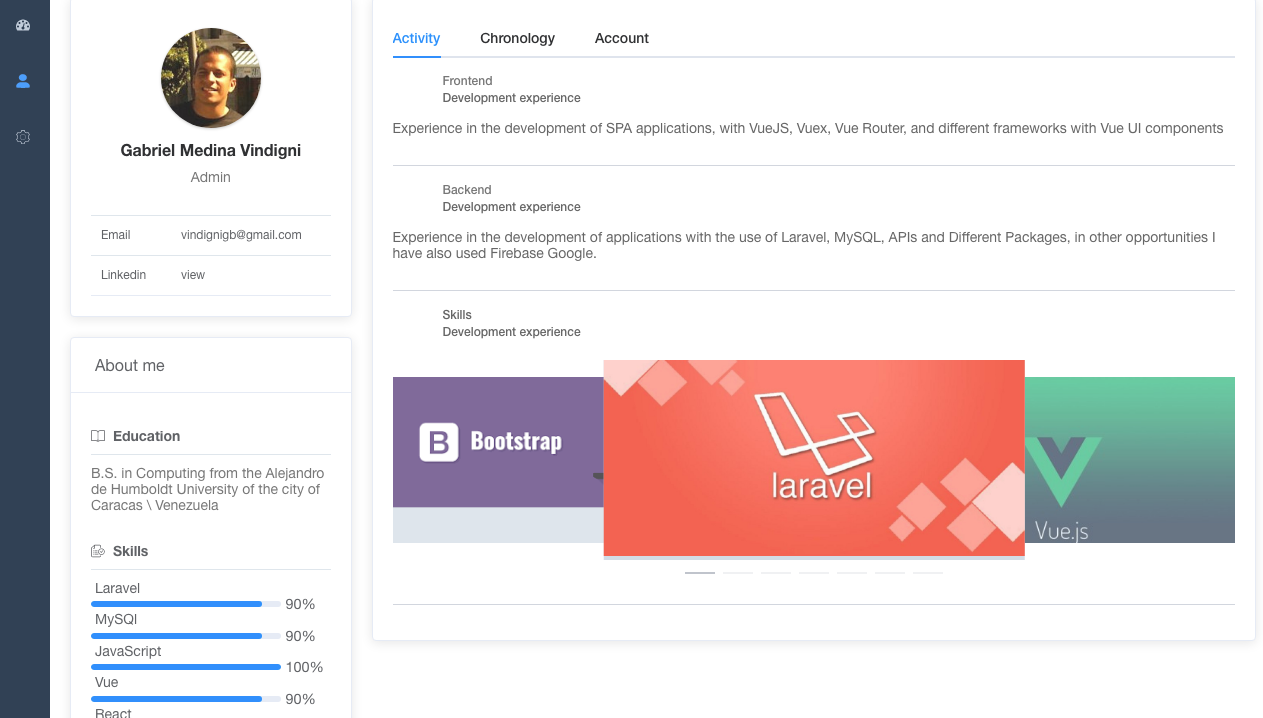 Gabriel Medina Vindigni
Admin
Email vindignigb@gmail.com
Linkedin view
About me
Education
B.S. in Computing from the Alejandro
de Humboldt University of the city of
Caracas \ Venezuela
Skills
Laravel
90%
MySQl
90%
JavaScript
100%
Vue
90%
React
Activity Chronology Account
Frontend
Development experience
Experience in the development of SPA applications, with VueJS, Vuex, Vue Router, and different frameworks with Vue UI components
Backend
Development experience
Experience in the development of applications with the use of Laravel, MySQL, APIs and Different Packages, in other opportunities I
have also used Firebase Google.
Skills
Development experience
B Bootstrap
laravel
Vue.js